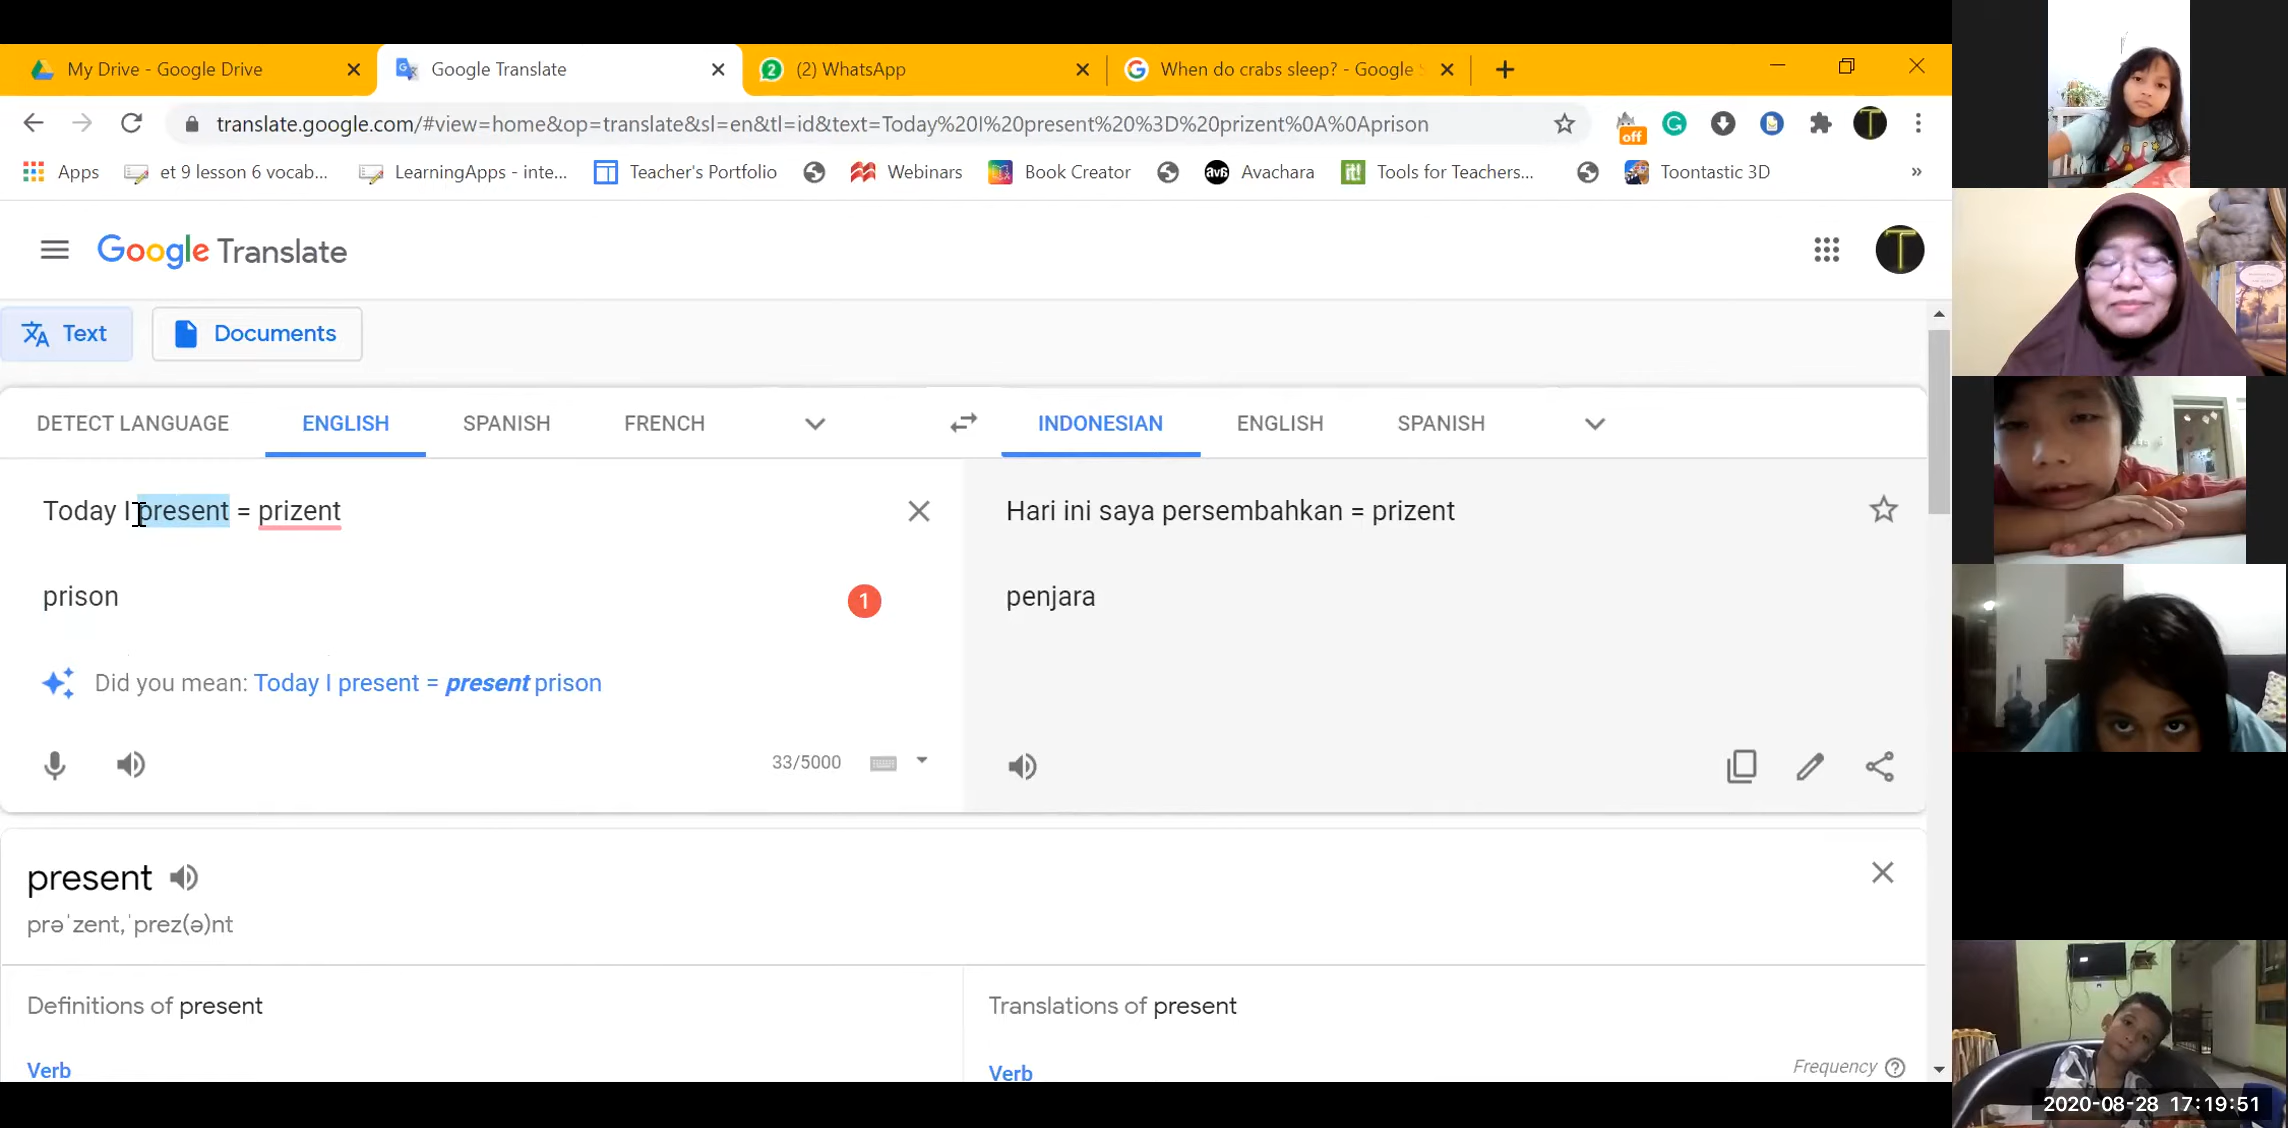 My Drive - Google Drive
Google Translate
2 (2) WhatsApp
When do crabs sleep? - Google
translate.google.com/#view=home&op=translate&sl=en&tl=id&text=Today%20I%20present%20%3D%20prizent%0A%0Aprison
off
T
Apps
et 9 lesson 6 vocab...
LearningApps - inte...
Teacher's Portfolio
Webinars
Book Creator
Avachara
it! Tools for Teachers...
Toontastic 3D
»
Google Translate
T
Text
Documents
DETECT LANGUAGE
ENGLISH
SPANISH
FRENCH
INDONESIAN
ENGLISH
SPANISH
Today I present = prizent
Hari ini saya persembahkan = prizent
prison
1
penjara
Did you mean: Today I present = present prison
33/5000
present
prəˈzent,ˈprez(ə)nt
Definitions of present
Translations of present
Verb
Verb
Frequency
2020-08-28 17:19:51